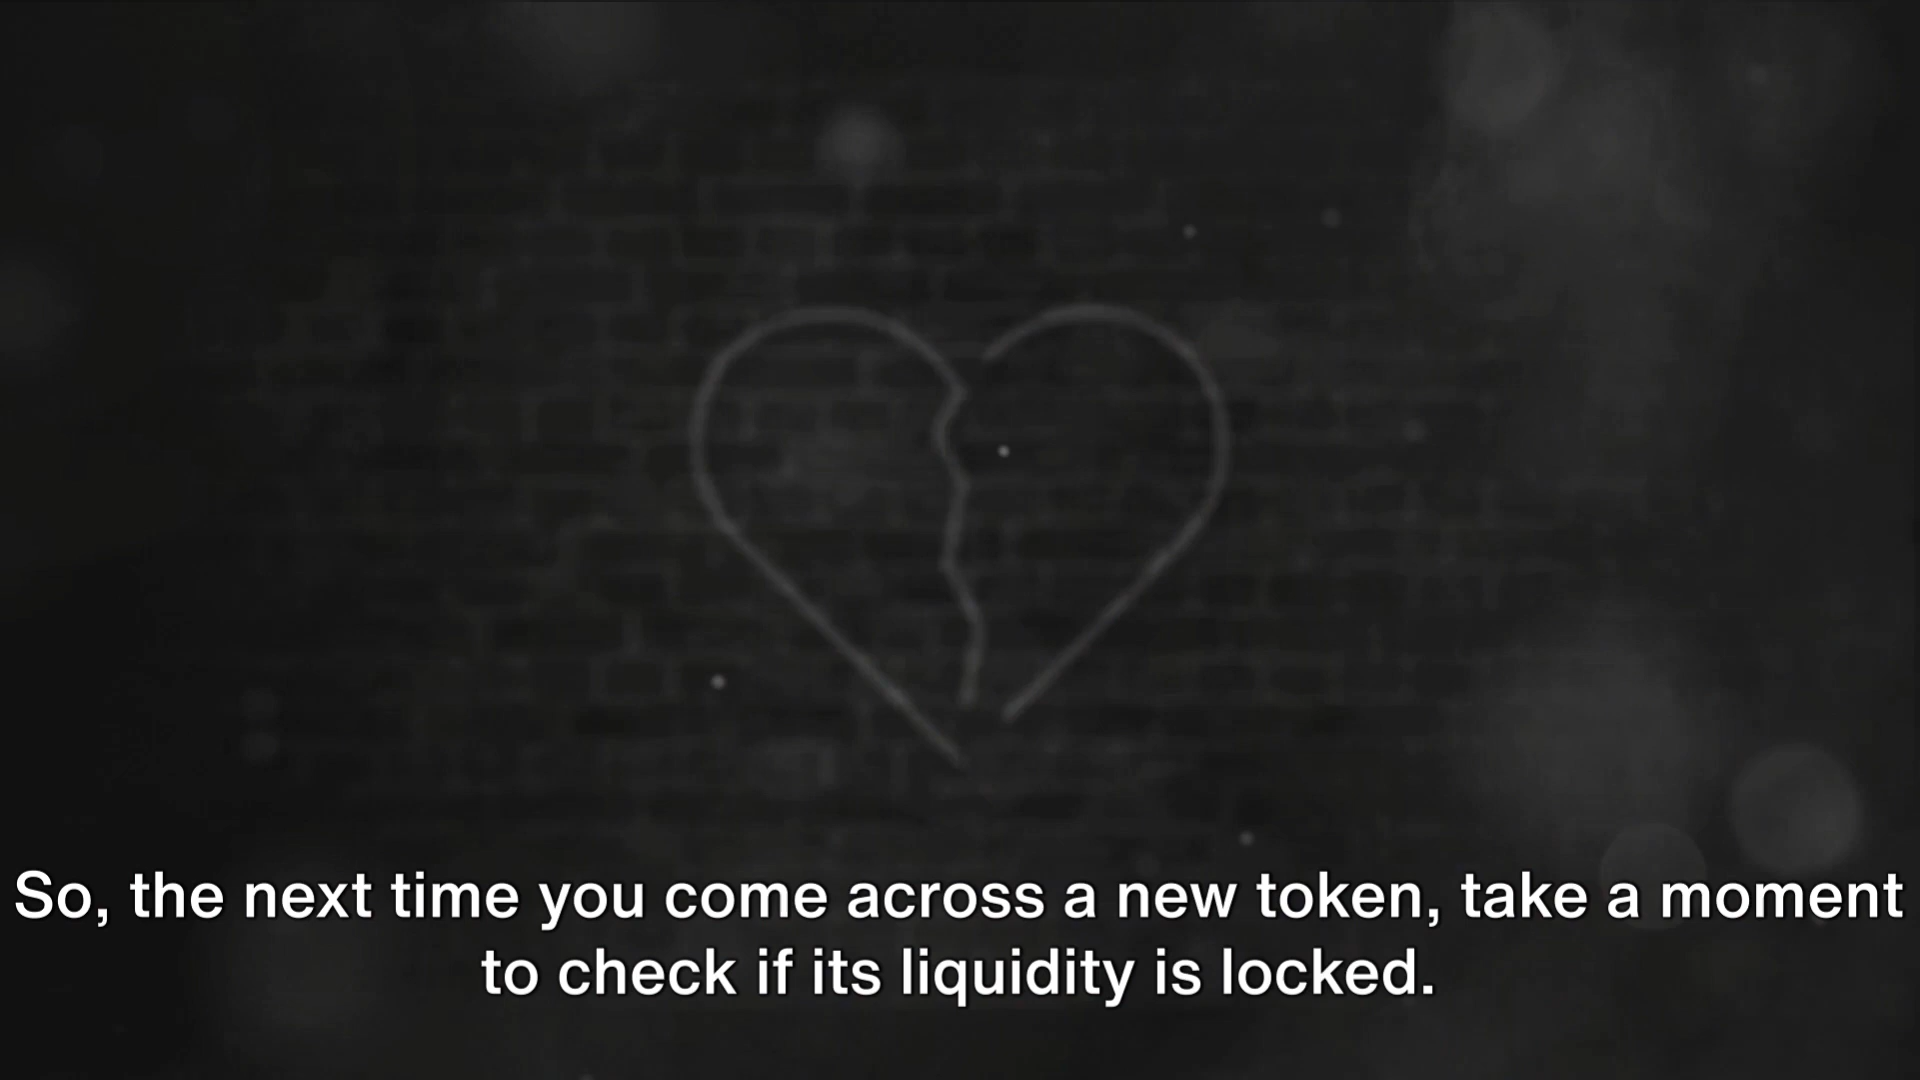 So, the next time you come across a new token, take a moment
to check if its liquidity is locked.